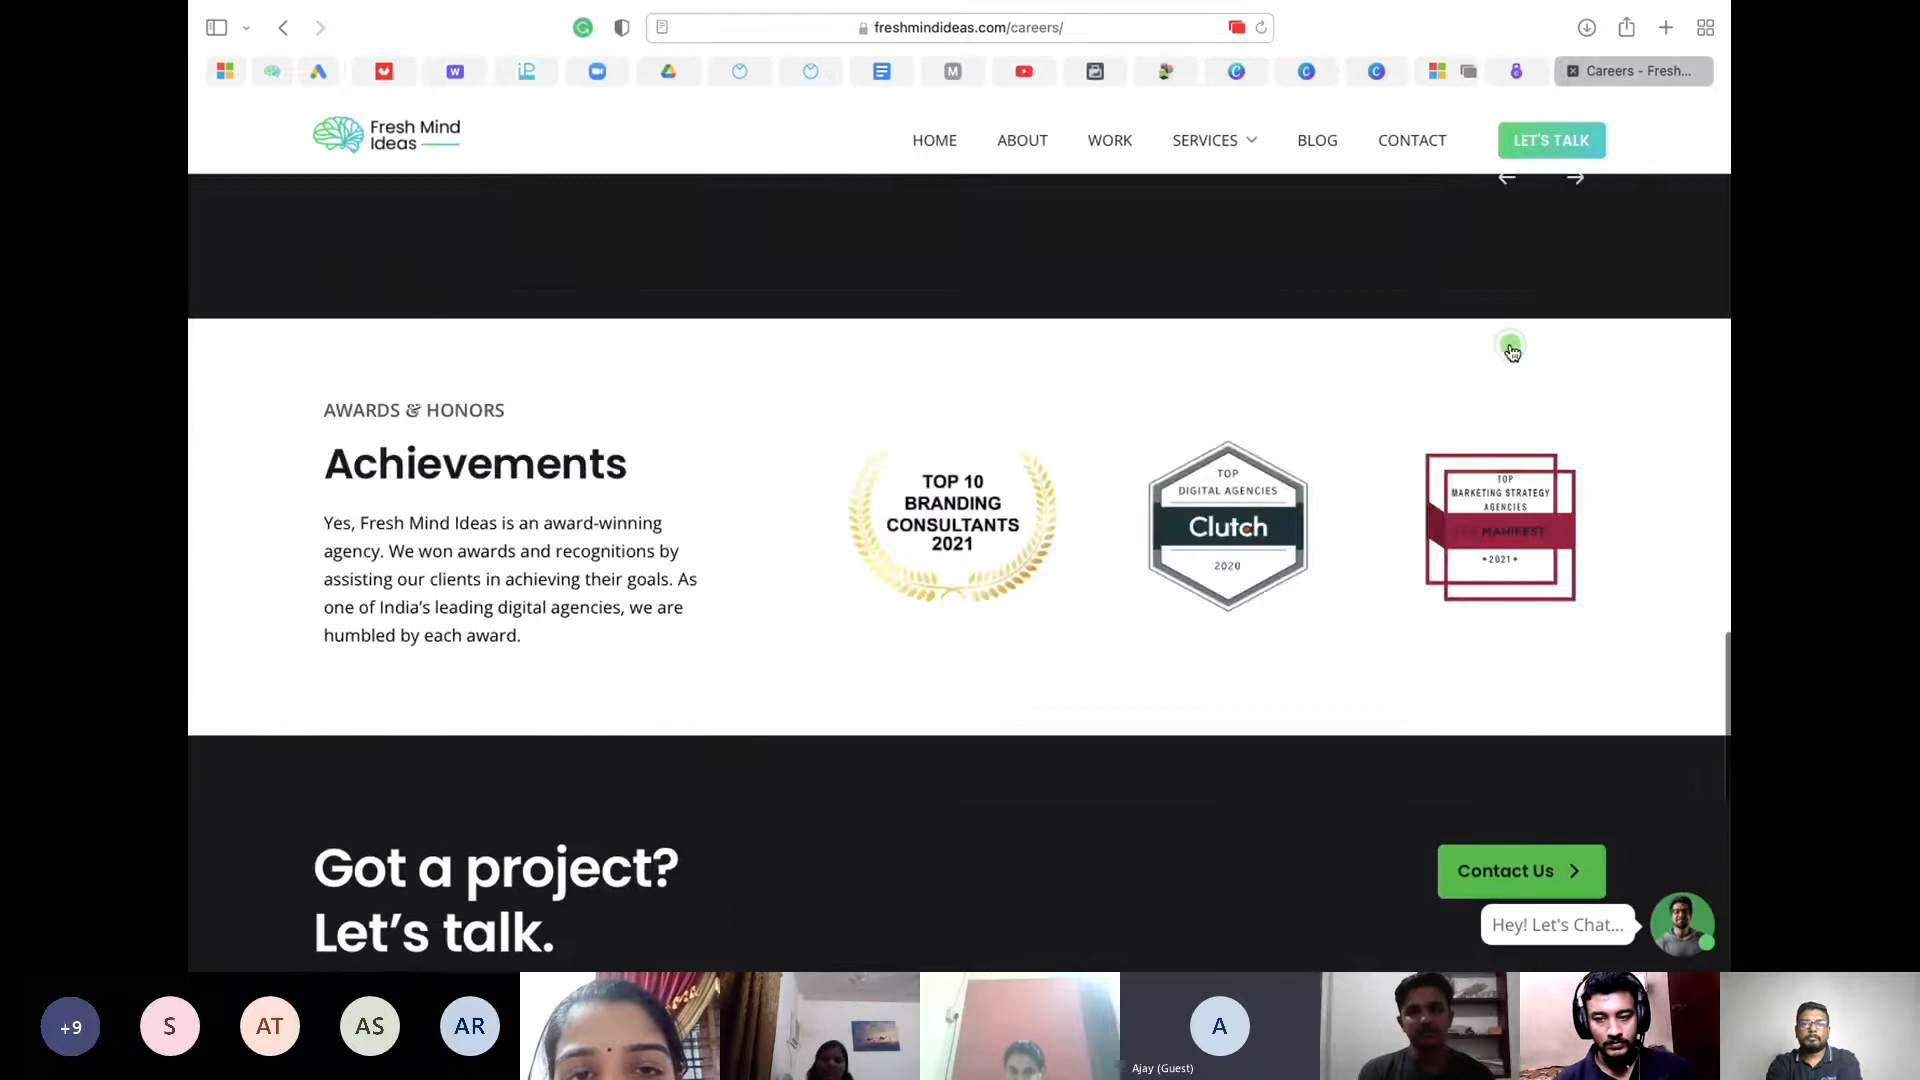 freshmindideas.com/careers/
Careers - Fresh...
Fresh Mind
Ideas
HOME
ABOUT
WORK
SERVICES
BLOG
CONTACT
LET'S TALK
AWARDS & HONORS
Achievements
Yes, Fresh Mind Ideas is an award-winning
agency. We won awards and recognitions by
assisting our clients in achieving their goals. As
one of India’s leading digital agencies, we are
humbled by each award.
TOP 10
BRANDING
CONSULTANTS
2021
TOP
DIGITAL AGENCIES
Clutch
2020
TOP
MARKETING STRATEGY
AGENCIES
THE MANIFEST
2021
Got a project?
Let’s talk.
Contact Us
Hey! Let's Chat...
+9
S
AT
AS
AR
A
Ajay (Guest)